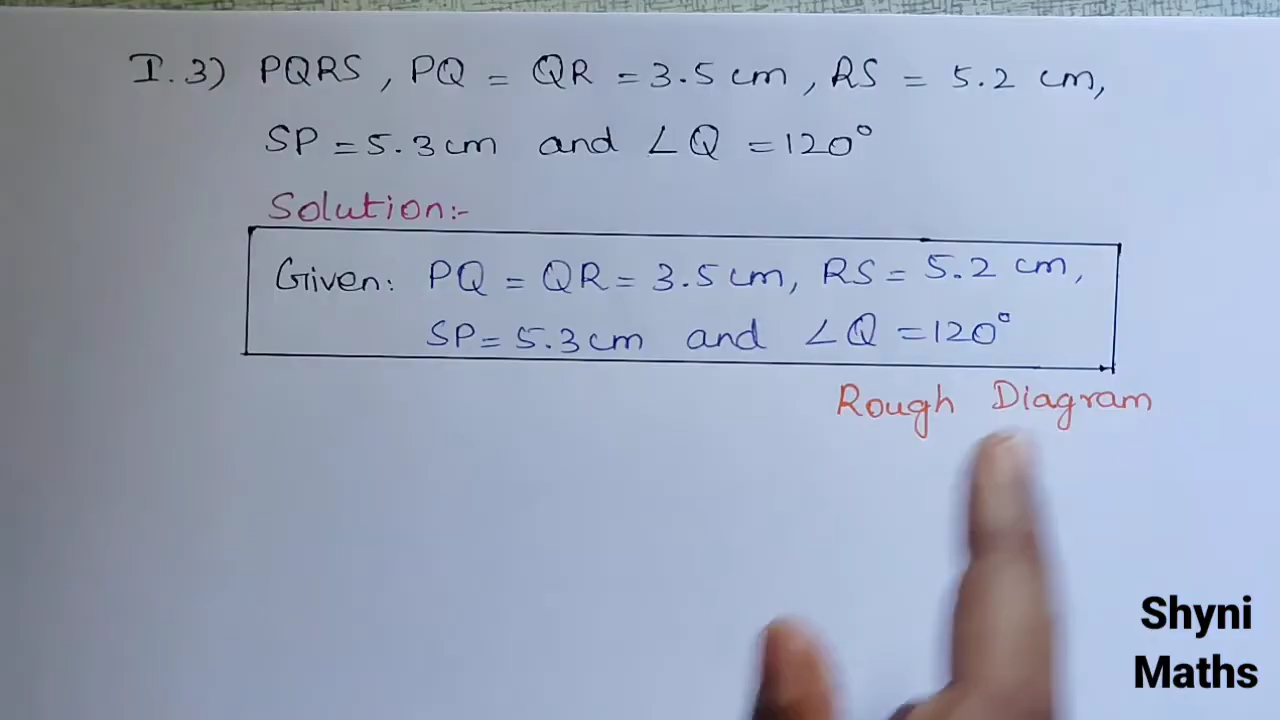 I. 3) PQRS, PQ = QR = 3.5 cm, RS = 5.2 cm,
SP = 5.3 cm and ∠Q = 120°
Solution:-
Given: PQ = QR = 3.5 cm, RS = 5.2 cm,
SP = 5.3 cm and ∠Q = 120°
Rough Diagram
Shyni
Maths